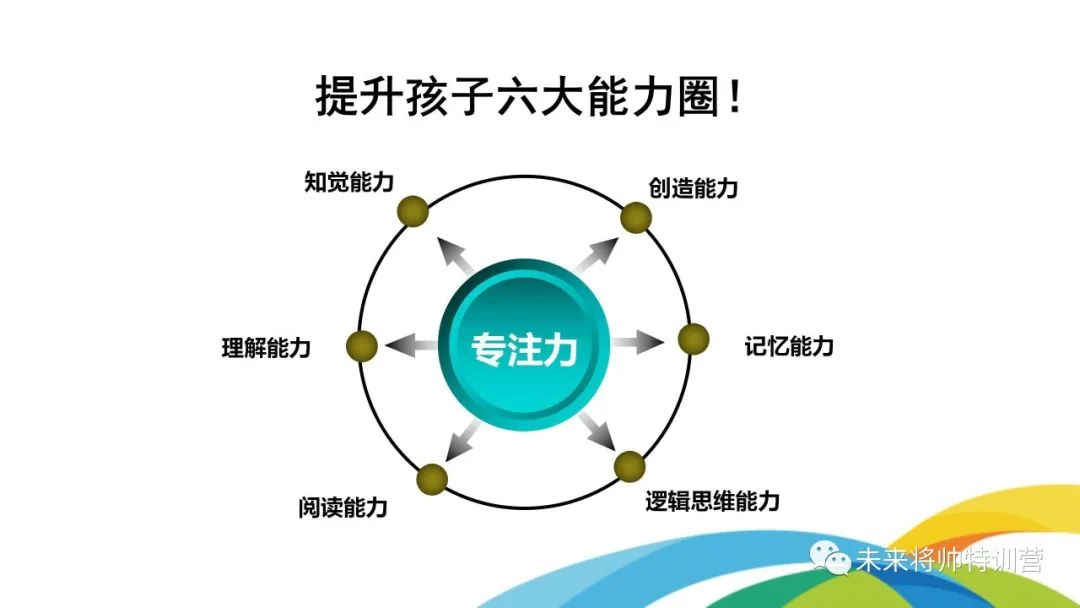 提升孩子六大能力圈！
知觉能力
创造能力
理解能力
专注力
记忆能力
阅读能力
逻辑思维能力
未来将帅特训营